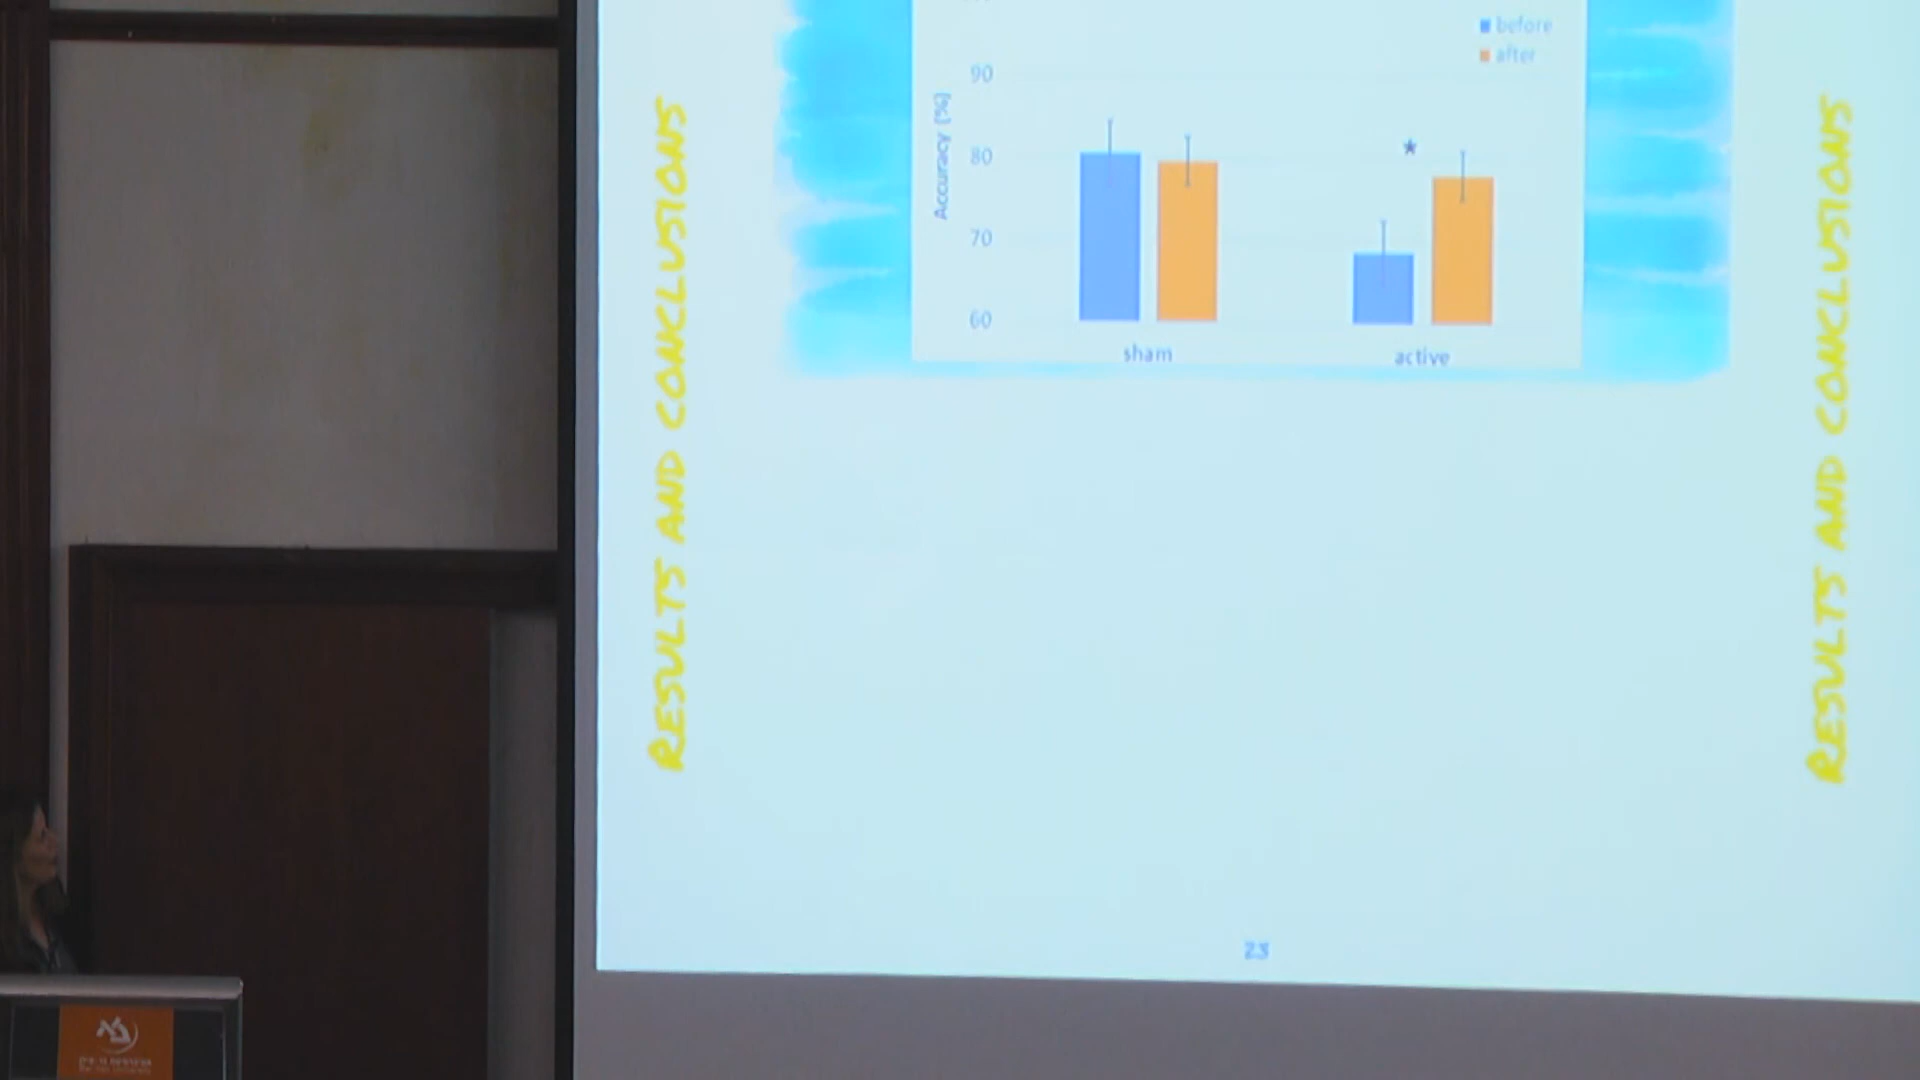 before
after
90
80
70
60
Accuracy [%]
*
sham
active
RESULTS AND CONCLUSIONS
RESULTS AND CONCLUSIONS
23